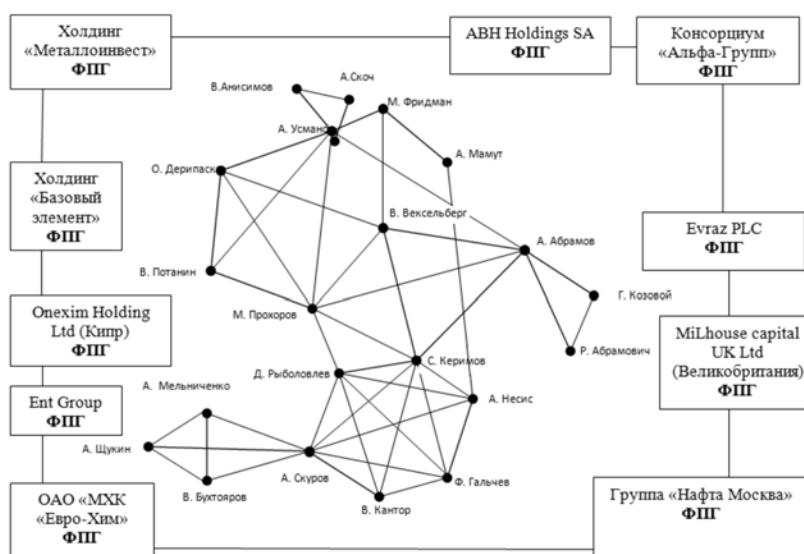 Холдинг
«Металлоинвест»
ФПГ
ABH Holdings SA
ФПГ
Консорциум
«Альфа-Групп»
ФПГ
А.Скоч
В.Анисимов
М. Фридман
А. Усмано
А. Мамут
О. Дерипаск
Холдинг
«Базовый
элемент»
ФПГ
В. Вексельберг
А. Абрамов
Evraz PLC
ФПГ
В. Потанин
Г. Козовой
Onexim Holding
Ltd (Кипр)
ФПГ
М. Прохоров
Р. Абрамович
MiLhouse capital
UK Ltd
(Великобритания)
ФПГ
С. Керимов
Д. Рыболовлев
А. Мельниченко
Ent Group
ФПГ
А. Несис
А. Щукин
А. Скуров
Ф. Гальчев
В. Бухтояров
В. Кантор
ОАО «МХК
«Евро-Хим»
ФПГ
Группа «Нафта Москва»
ФПГ